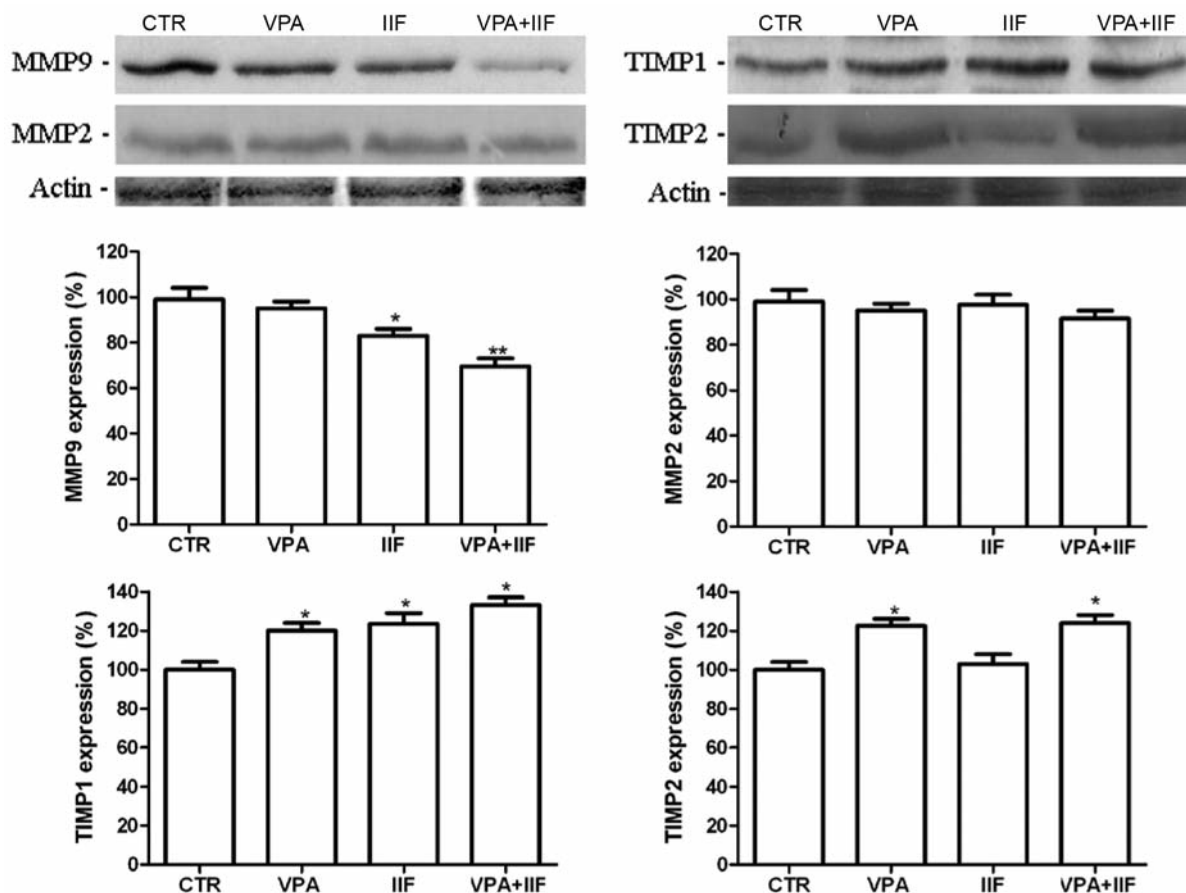 CTR VPA IIF VPA+IIF
MMP9 -
MMP2 -
Actin -
CTR VPA IIF VPA+IIF
TIMP1 -
TIMP2 -
Actin -
MMP9 expression (%)
120
100
80
60
40
20
0
*
**
CTR VPA IIF VPA+IIF
MMP2 expression (%)
120
100
80
60
40
20
0
CTR VPA IIF VPA+IIF
TIMP1 expression (%)
140
120
100
80
60
40
20
0
* * *
CTR VPA IIF VPA+IIF
TIMP2 expression (%)
140
120
100
80
60
40
20
0
* *
CTR VPA IIF VPA+IIF